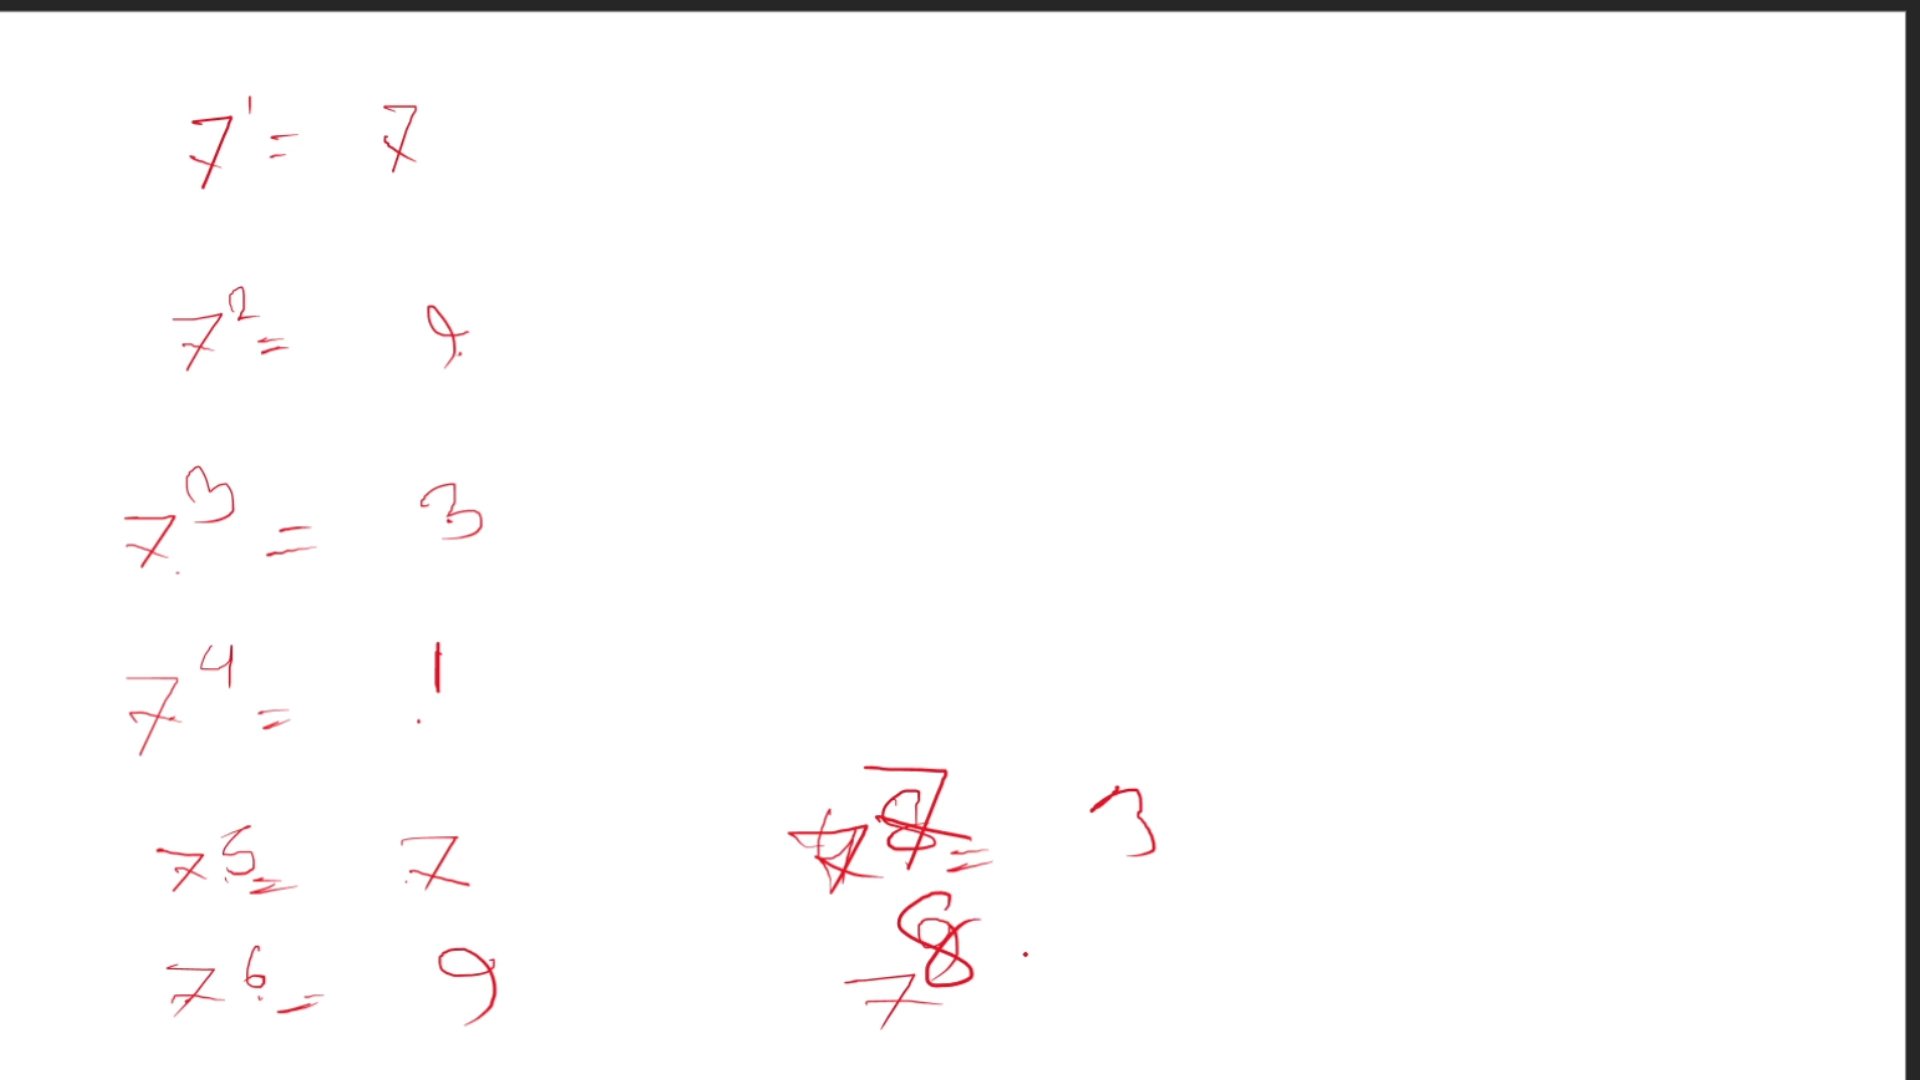 7¹ = 7
7² = 9
7³ = 3
7⁴ = 1
7⁵ = 7
7⁶ = 9
7⁷ = 3
7⁸